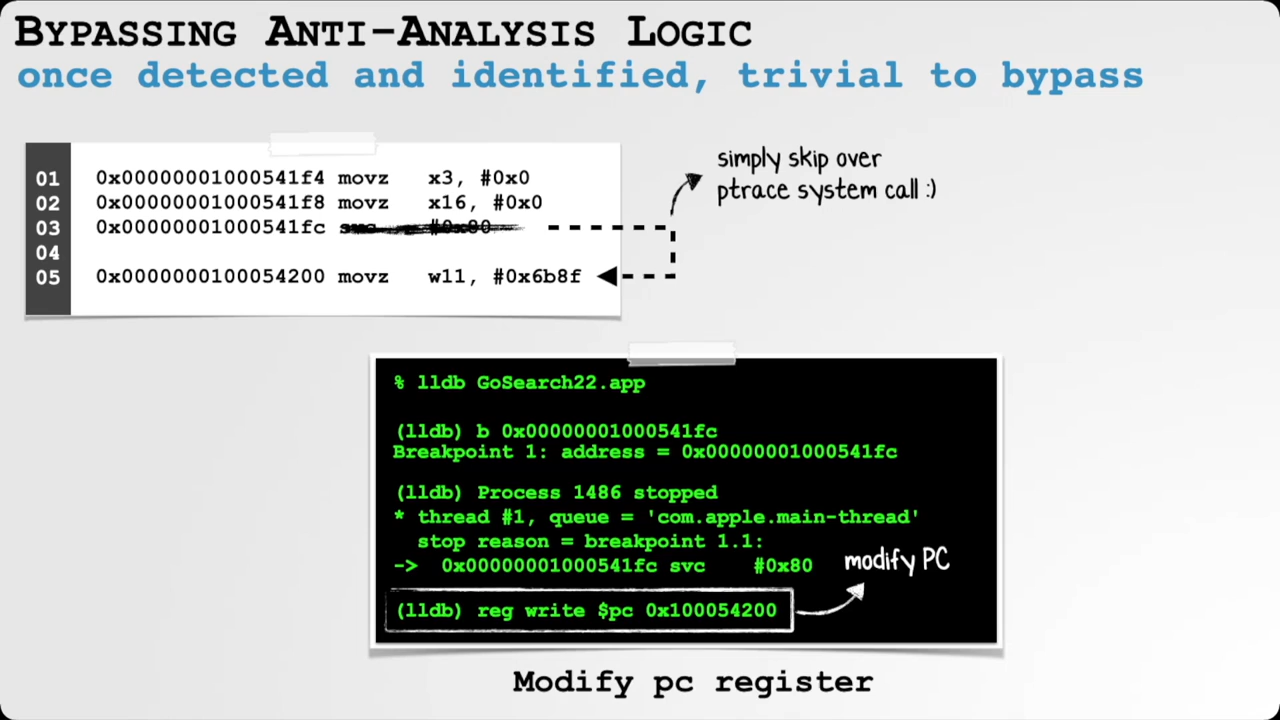 Bypassing Anti-Analysis Logic
once detected and identified, trivial to bypass
simply skip over
ptrace system call :)
01 0x00000001000541f4 movz x3, #0x0
02 0x00000001000541f8 movz x16, #0x0
03 0x00000001000541fc svc #0x80
04
05 0x0000000100054200 movz w11, #0x6b8f
% lldb GoSearch22.app
(lldb) b 0x00000001000541fc
Breakpoint 1: address = 0x00000001000541fc
(lldb) Process 1486 stopped
* thread #1, queue = 'com.apple.main-thread'
stop reason = breakpoint 1.1:
-> 0x00000001000541fc svc #0x80
modify PC
(lldb) reg write $pc 0x100054200
Modify pc register